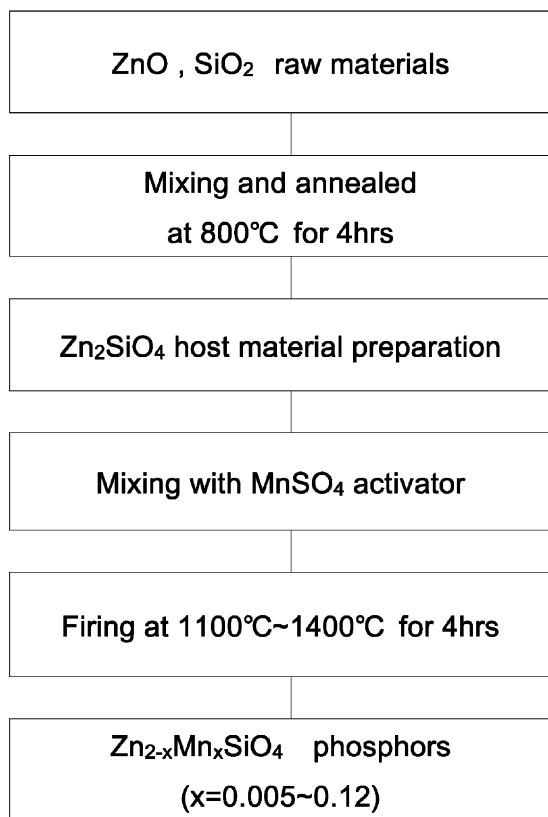 ZnO , SiO₂ raw materials
Mixing and annealed
at 800℃ for 4hrs
Zn₂SiO₄ host material preparation
Mixing with MnSO₄ activator
Firing at 1100℃~1400℃ for 4hrs
Zn₂₋ₓMnₓSiO₄ phosphors
(x=0.005~0.12)